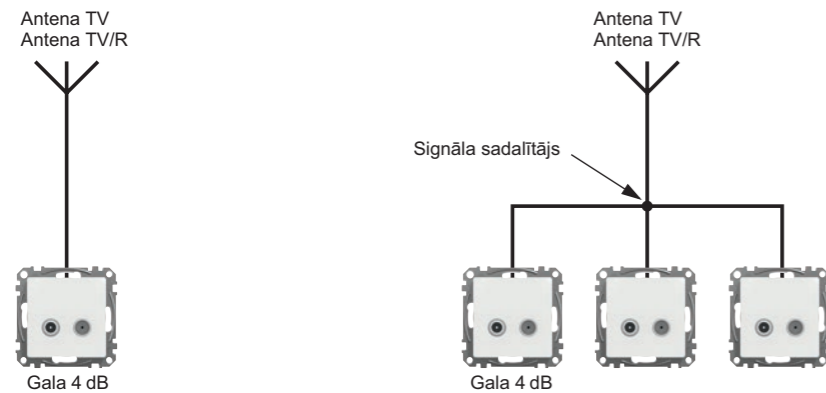 Antena TV
Antena TV/R
Gala 4 dB
Antena TV
Antena TV/R
Signāla sadalītājs
Gala 4 dB